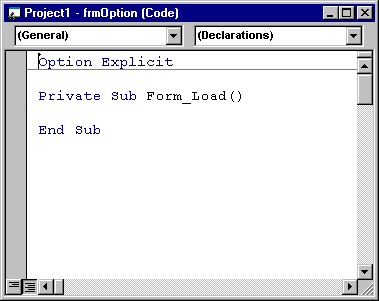 Project1 - frmOption (Code)
(General) (Declarations)
Option Explicit
Private Sub Form_Load()
End Sub